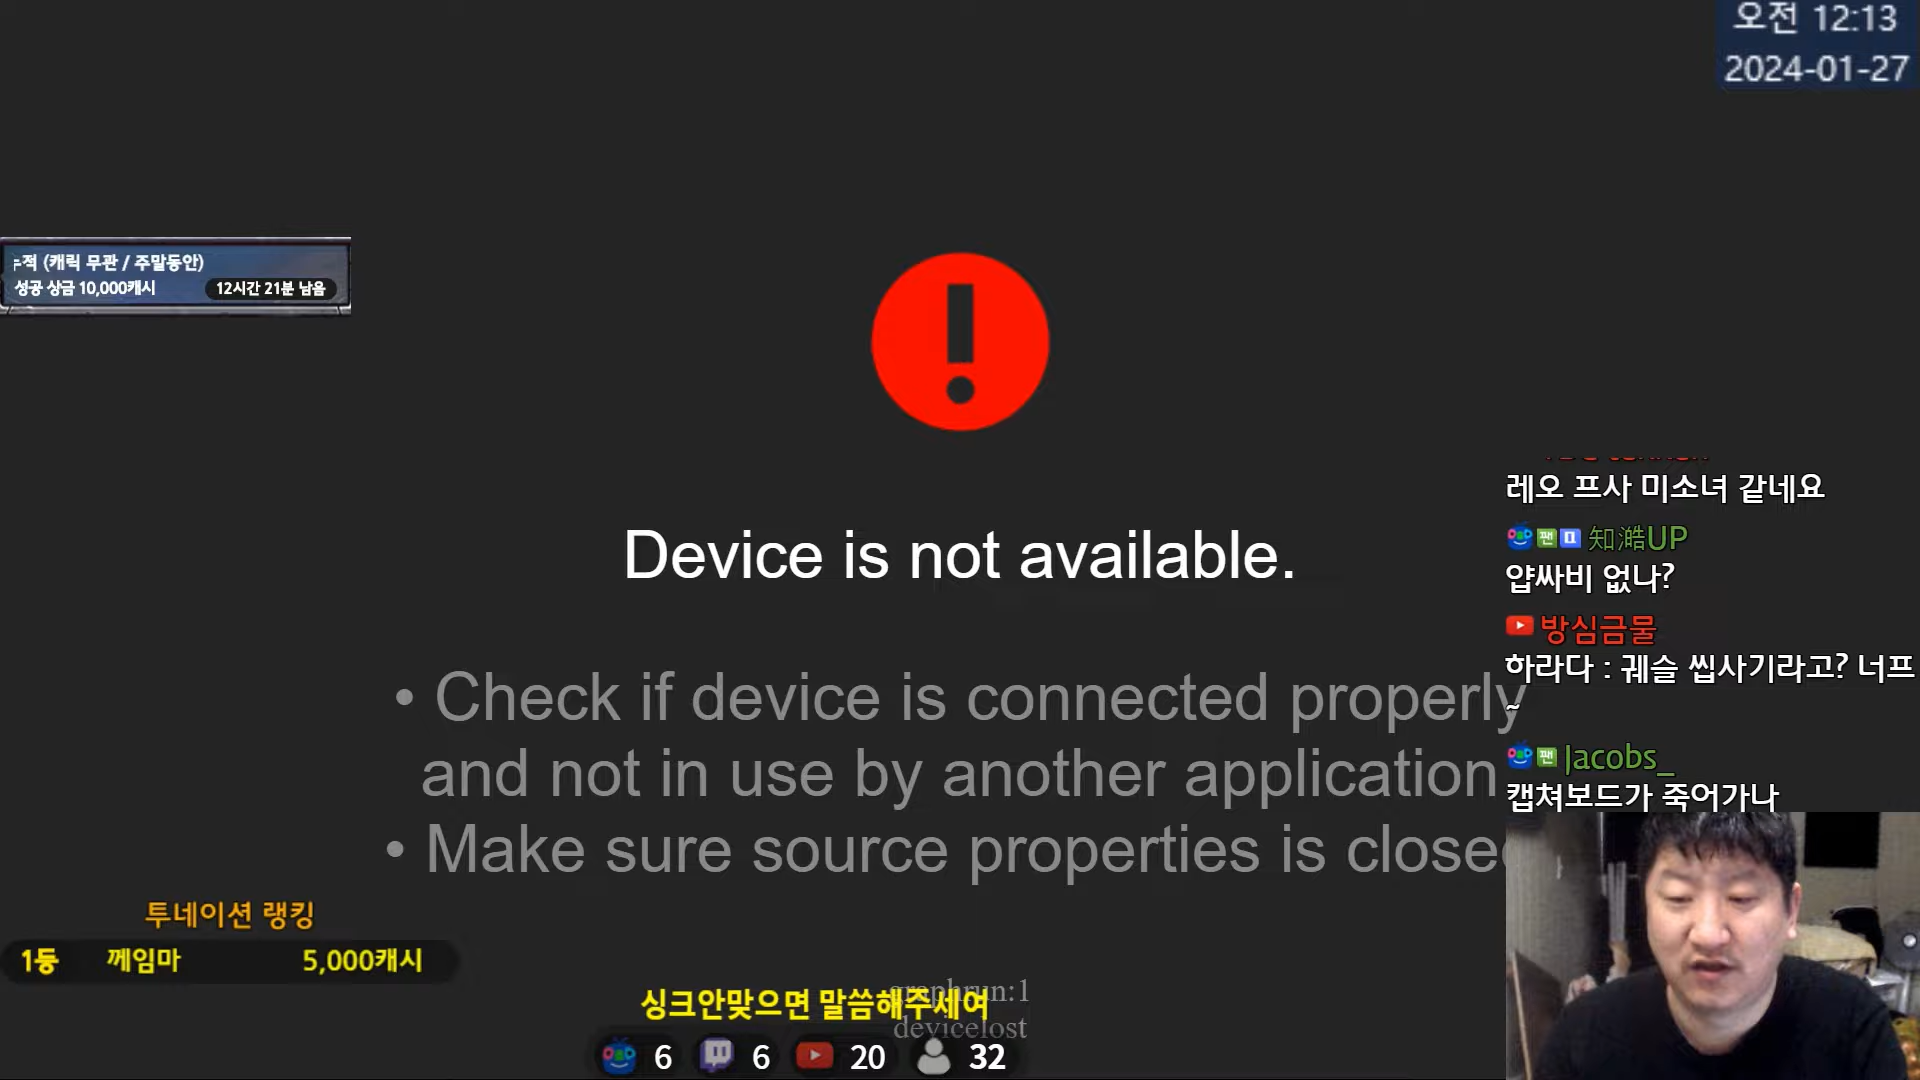 오전 12:13
2024-01-27
적 (캐릭 무관 / 주말동안)
성공 상금 10,000캐시
12시간 21분 남음
Device is not available.
• Check if device is connected properly
and not in use by another application
• Make sure source properties is close
레오 프사 미소녀 같네요
팬 知澔UP
얍싸비 없나?
방심금물
하라다 : 궤슬 씹사기라고? 너프
~
팬 Jacobs_
캡쳐보드가 죽어가나
투네이션 랭킹
1등 께임마 5,000캐시
싱크안맞으면 말씀해주세여
graphrun:1
devicelost
6 6 20 32